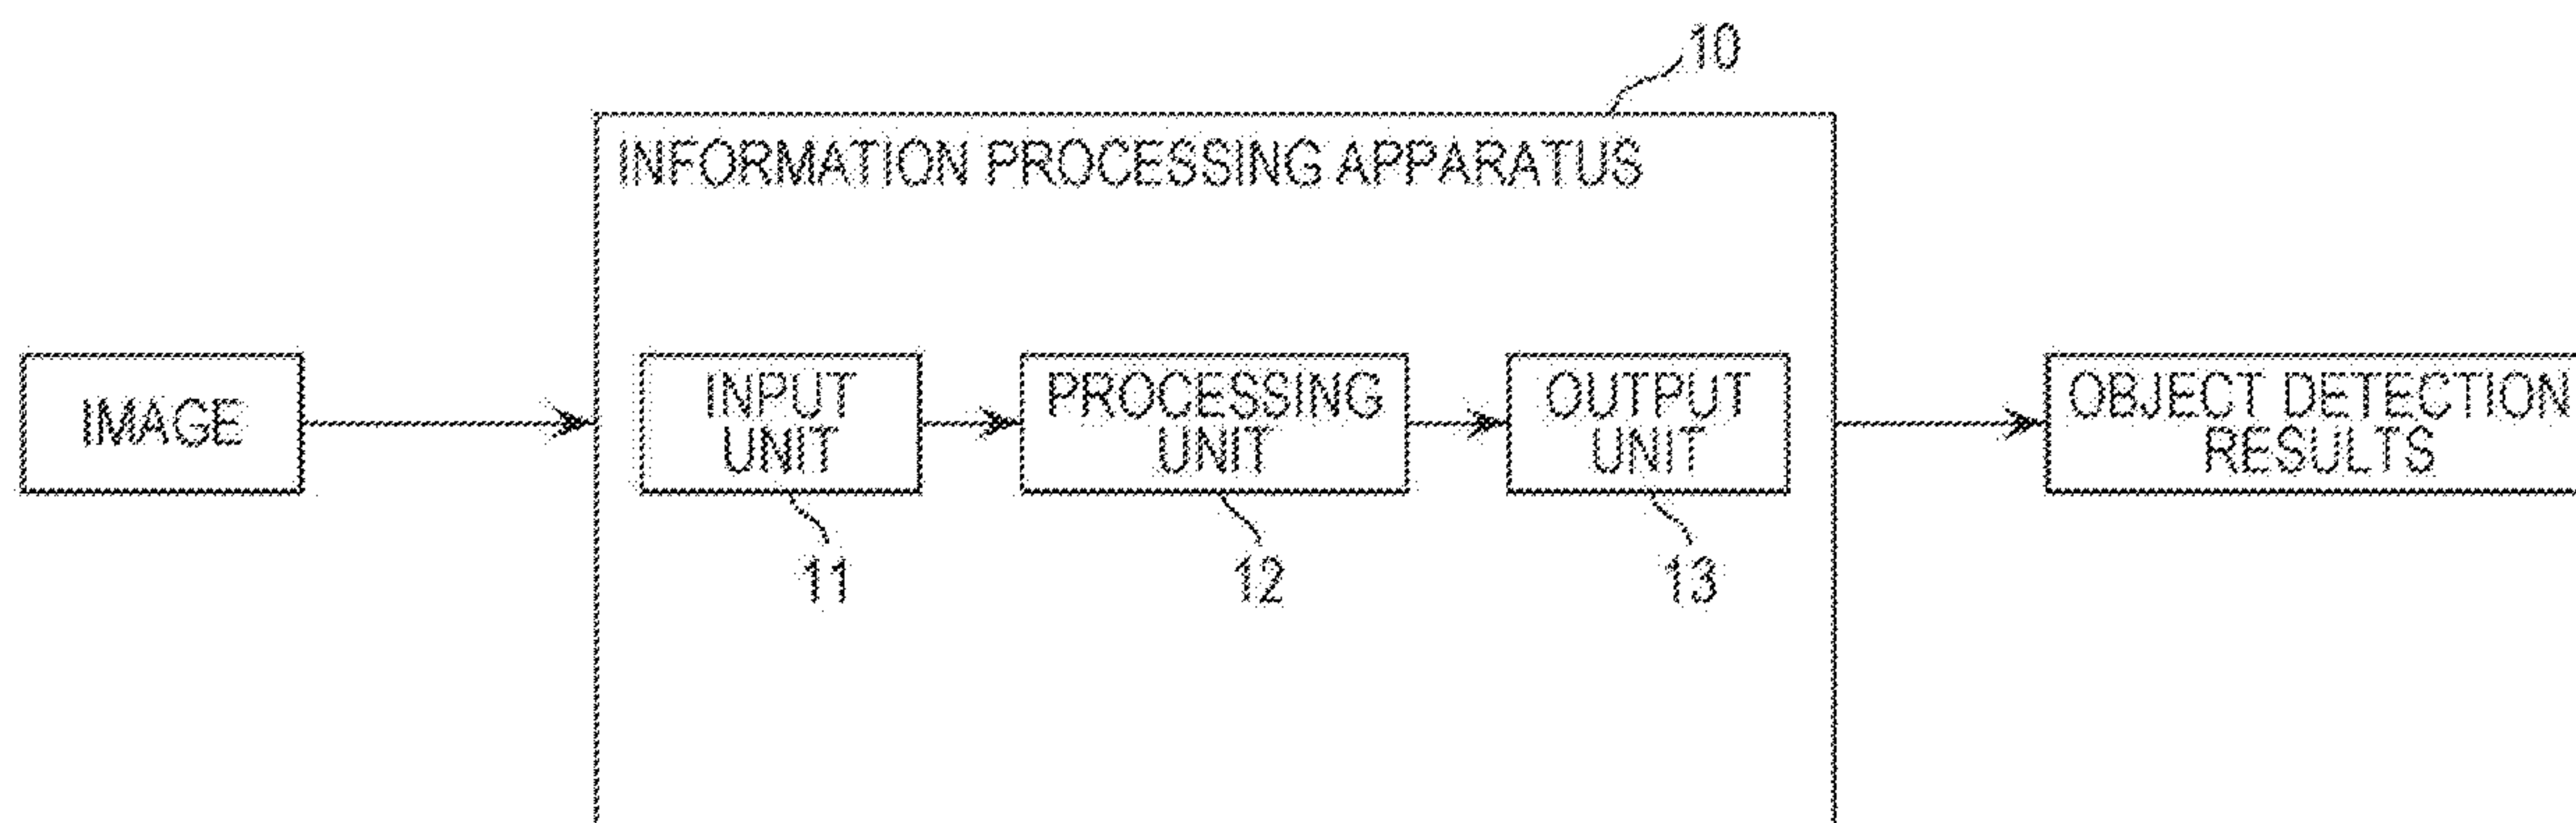 10
INFORMATION PROCESSING APPARATUS
IMAGE
INPUT
UNIT
PROCESSING
UNIT
OUTPUT
UNIT
OBJECT DETECTION
RESULTS
11
12
13